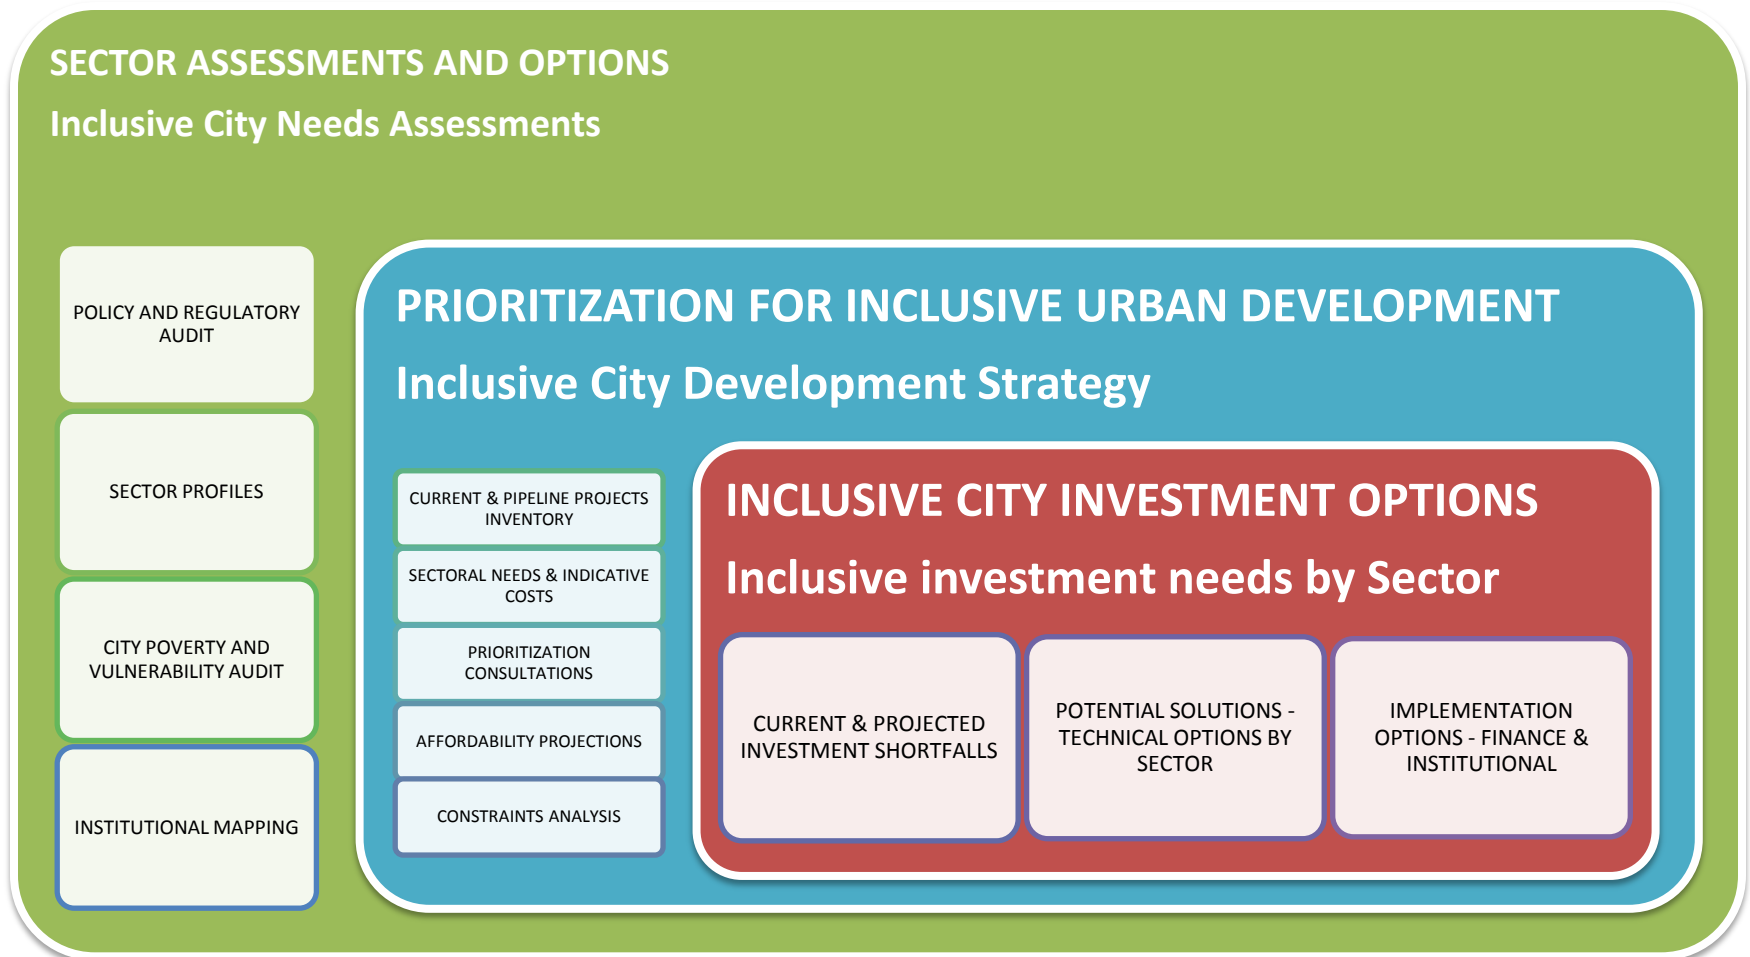 SECTOR ASSESSMENTS AND OPTIONS
Inclusive City Needs Assessments
POLICY AND REGULATORY
AUDIT
SECTOR PROFILES
CITY POVERTY AND
VULNERABILITY AUDIT
INSTITUTIONAL MAPPING
PRIORITIZATION FOR INCLUSIVE URBAN DEVELOPMENT
Inclusive City Development Strategy
CURRENT & PIPELINE PROJECTS
INVENTORY
SECTORAL NEEDS & INDICATIVE
COSTS
PRIORITIZATION
CONSULTATIONS
AFFORDABILITY PROJECTIONS
CONSTRAINTS ANALYSIS
INCLUSIVE CITY INVESTMENT OPTIONS
Inclusive investment needs by Sector
CURRENT & PROJECTED
INVESTMENT SHORTFALLS
POTENTIAL SOLUTIONS -
TECHNICAL OPTIONS BY
SECTOR
IMPLEMENTATION
OPTIONS - FINANCE &
INSTITUTIONAL